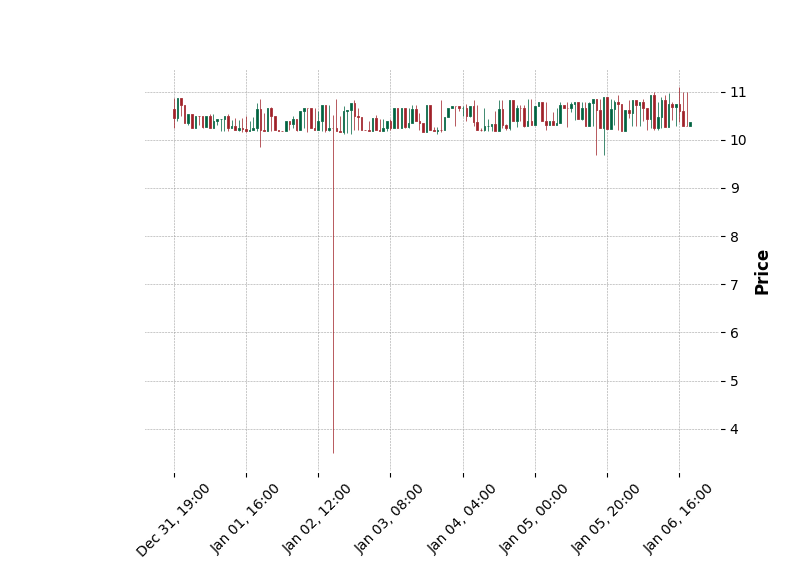 11
10
9
8
7
6
5
4
Price
Dec 31, 19:00
Jan 01, 16:00
Jan 02, 12:00
Jan 03, 08:00
Jan 04, 04:00
Jan 05, 00:00
Jan 05, 20:00
Jan 06, 16:00